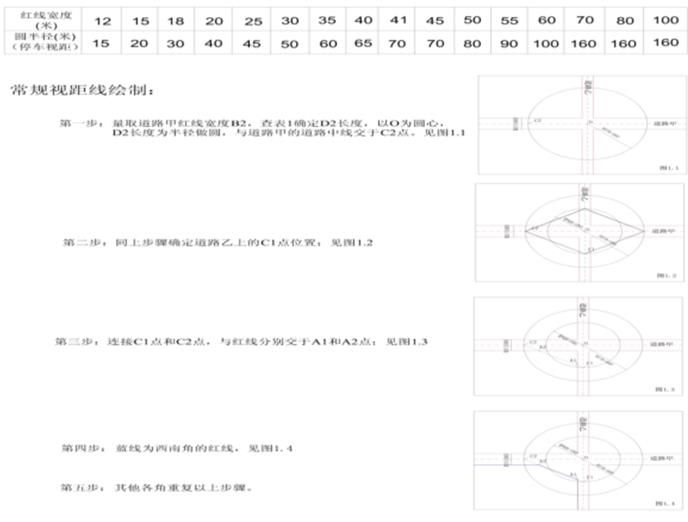 红线宽度(米) 12 15 18 20 25 30 35 40 41 45 50 55 60 70 80 100
圆半径(米)(停车视距) 15 20 30 40 45 50 60 65 70 70 80 90 100 160 160 160
常规视距线绘制：
第一步：量取道路甲红线宽度B2，查表1确定D2长度，以O为圆心，
D2长度为半径做圆，与道路甲的道路中线交于C2点。见图1.1
道路甲
图1.1
第二步：同上步骤确定道路乙上的C1点位置；见图1.2
道路甲
图1.2
第三步：连接C1点和C2点，与红线分别交于A1和A2点；见图1.3
道路甲
图1.3
第四步：蓝线为西南角的红线，见图1.4
道路甲
图1.4
第五步：其他各角重复以上步骤。